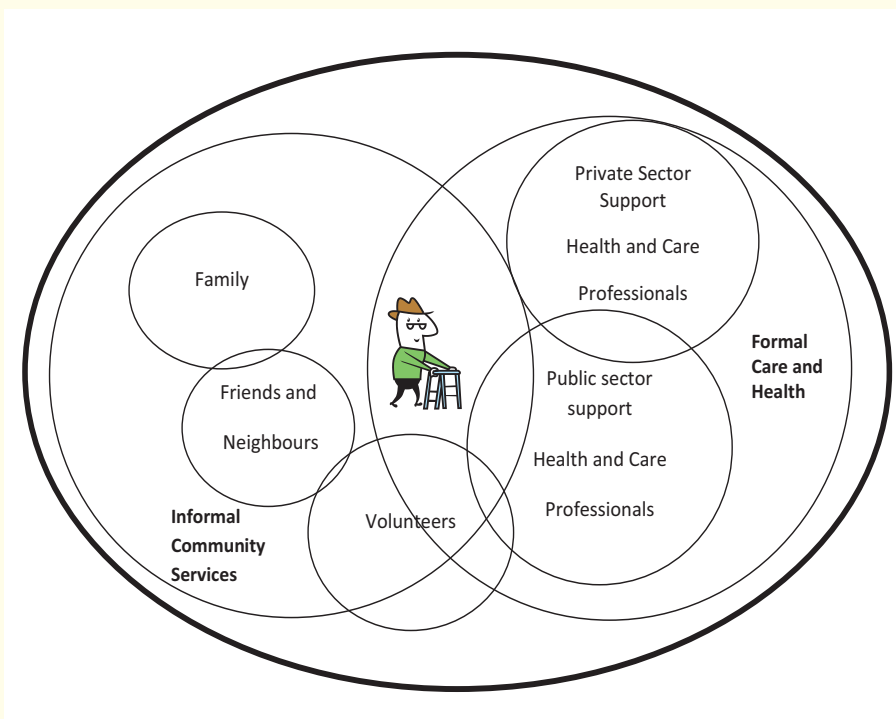 Family
Friends and
Neighbours
Informal
Community
Services
Volunteers
Private Sector
Support
Health and Care
Professionals
Public sector
support
Health and Care
Professionals
Formal
Care and
Health